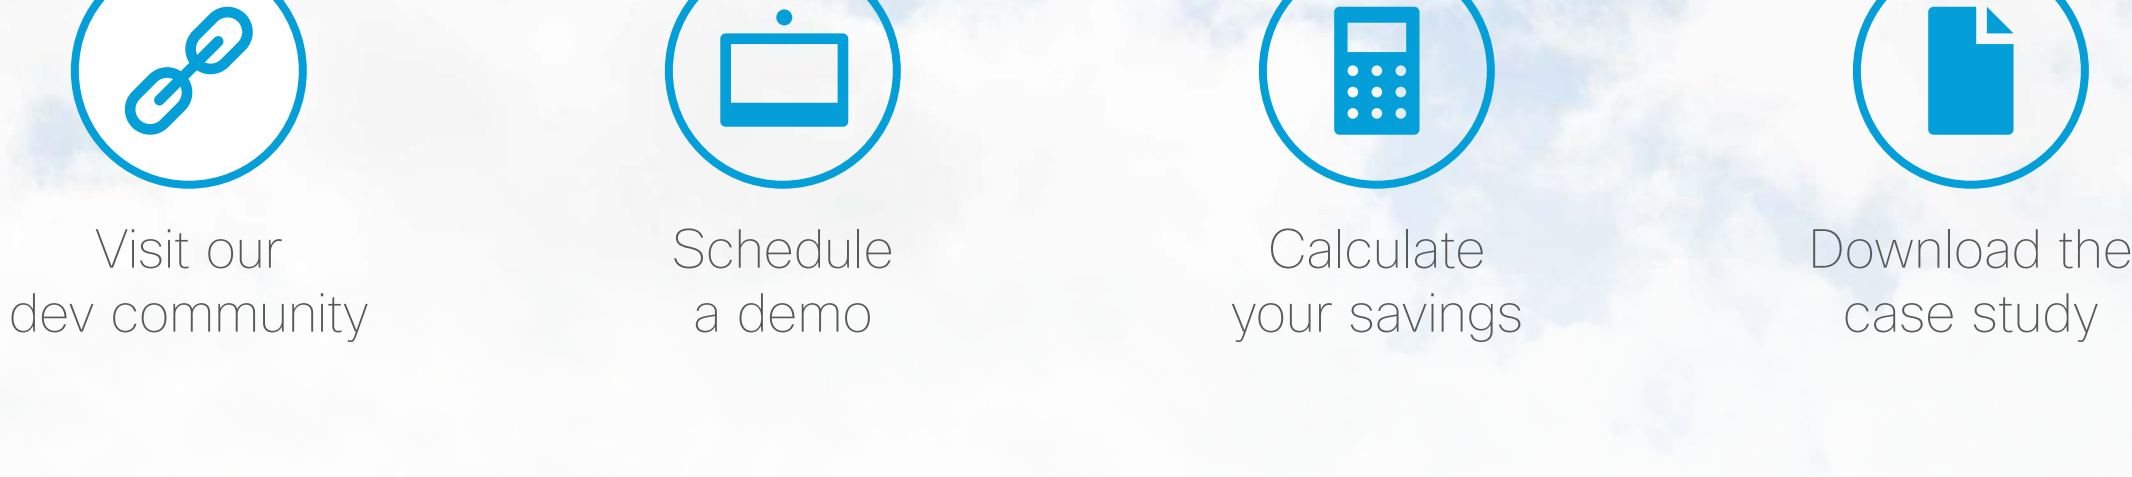 Visit our
dev community
Schedule
a demo
Calculate
your savings
Download the
case study